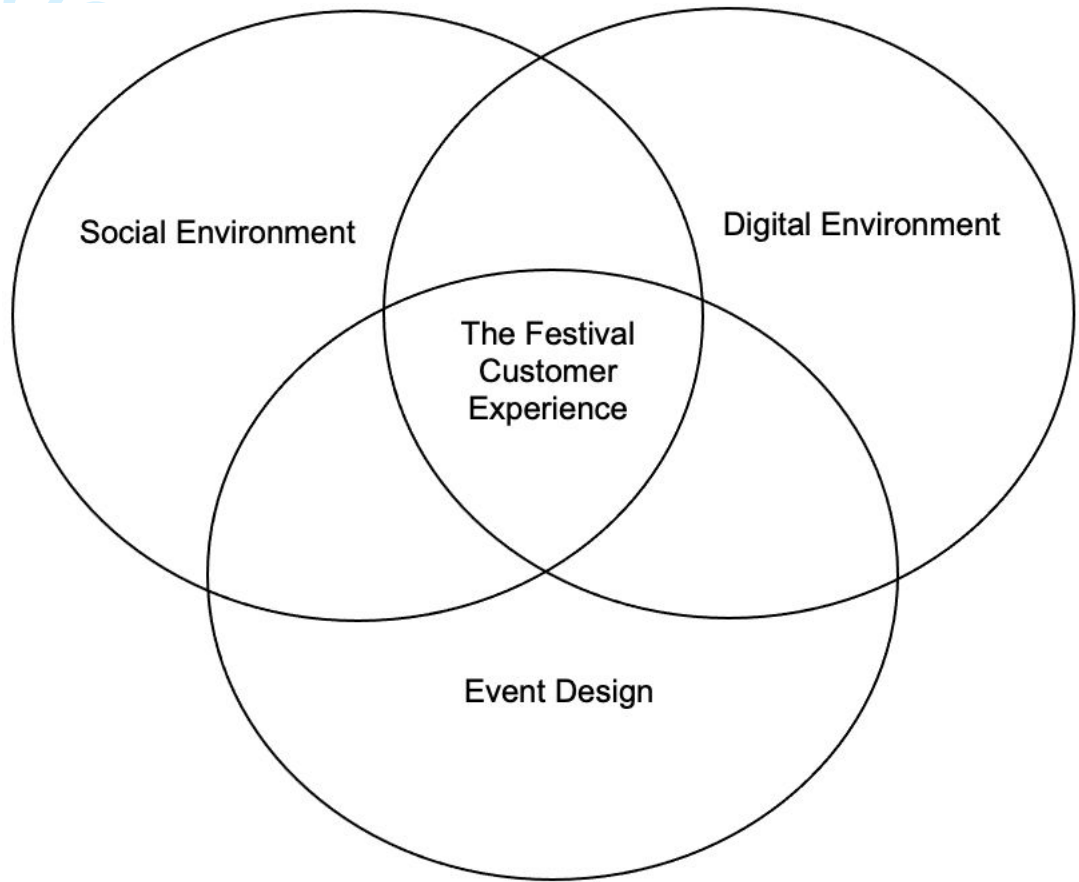 Social Environment
Digital Environment
The Festival
Customer
Experience
Event Design